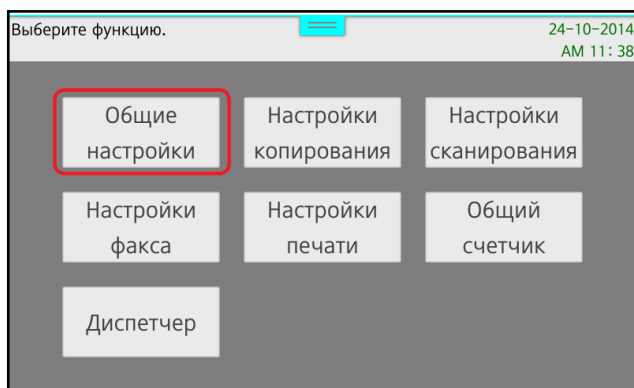 Выберите функцию.
24-10-2014
AM 11: 38
Общие
настройки
Настройки
копирования
Настройки
сканирования
Настройки
факса
Настройки
печати
Общий
счетчик
Диспетчер